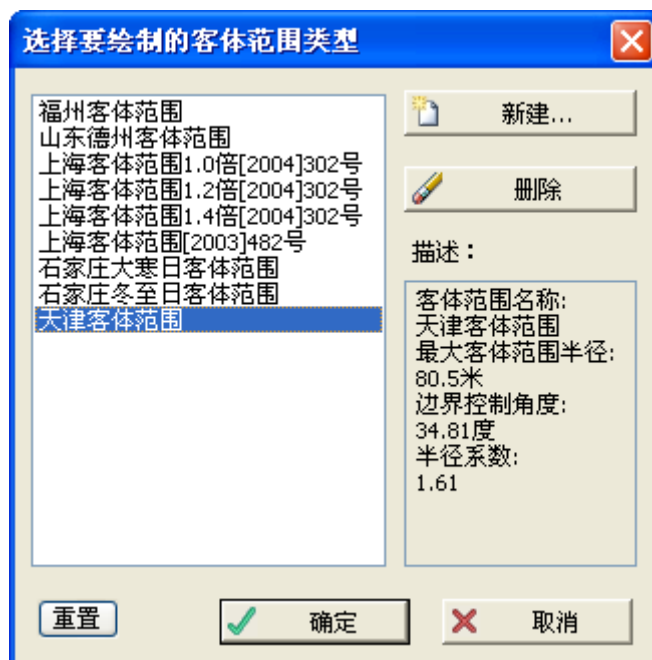 选择要绘制的客体范围类型
福州客体范围
山东德州客体范围
上海客体范围1.0倍[2004]302号
上海客体范围1.2倍[2004]302号
上海客体范围1.4倍[2004]302号
上海客体范围[2003]482号
石家庄大寒日客体范围
石家庄冬至日客体范围
天津客体范围
新建...
删除
描述：
客体范围名称:
天津客体范围
最大客体范围半径:
80.5米
边界控制角度:
34.81度
半径系数:
1.61
重置
确定
取消